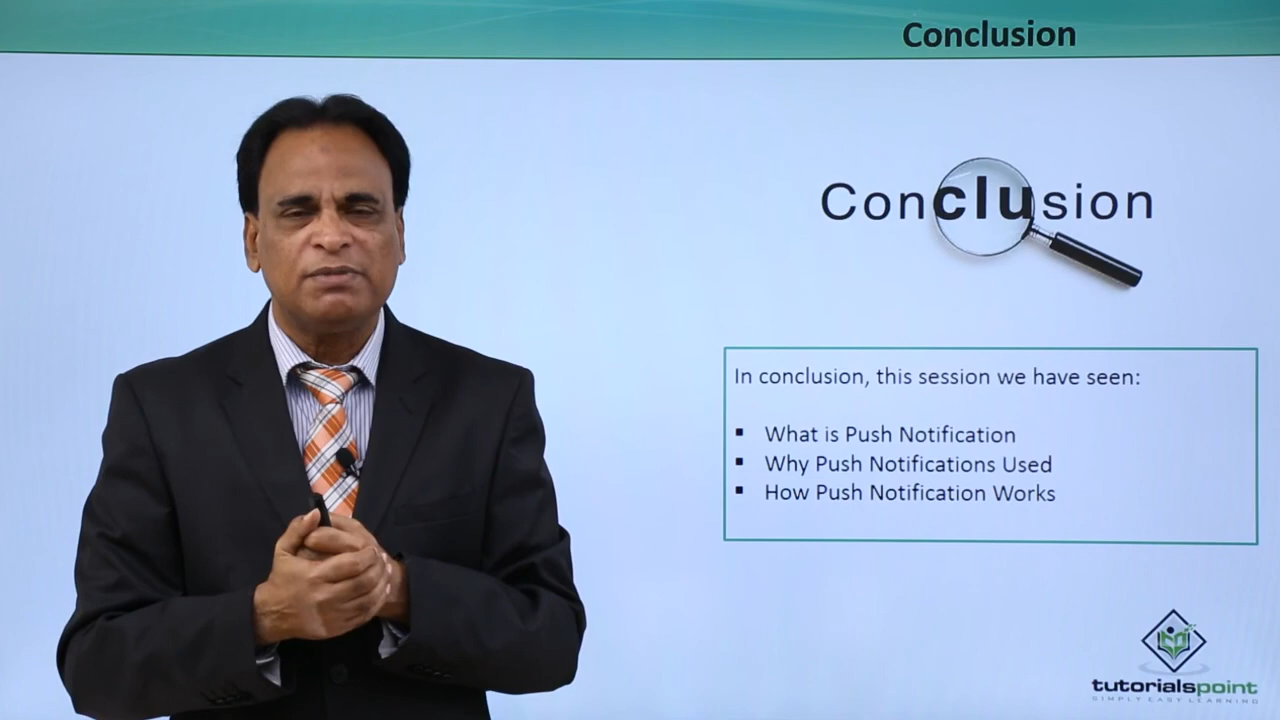 Conclusion
Conclusion
In conclusion, this session we have seen:
▪ What is Push Notification
▪ Why Push Notifications Used
▪ How Push Notification Works
tutorialspoint
SIMPLY EASY LEARNING